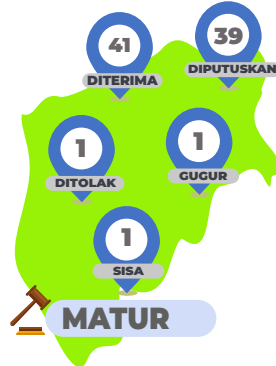 41
DITERIMA
39
DIPUTUSKAN
1
DITOLAK
1
GUGUR
1
SISA
MATUR